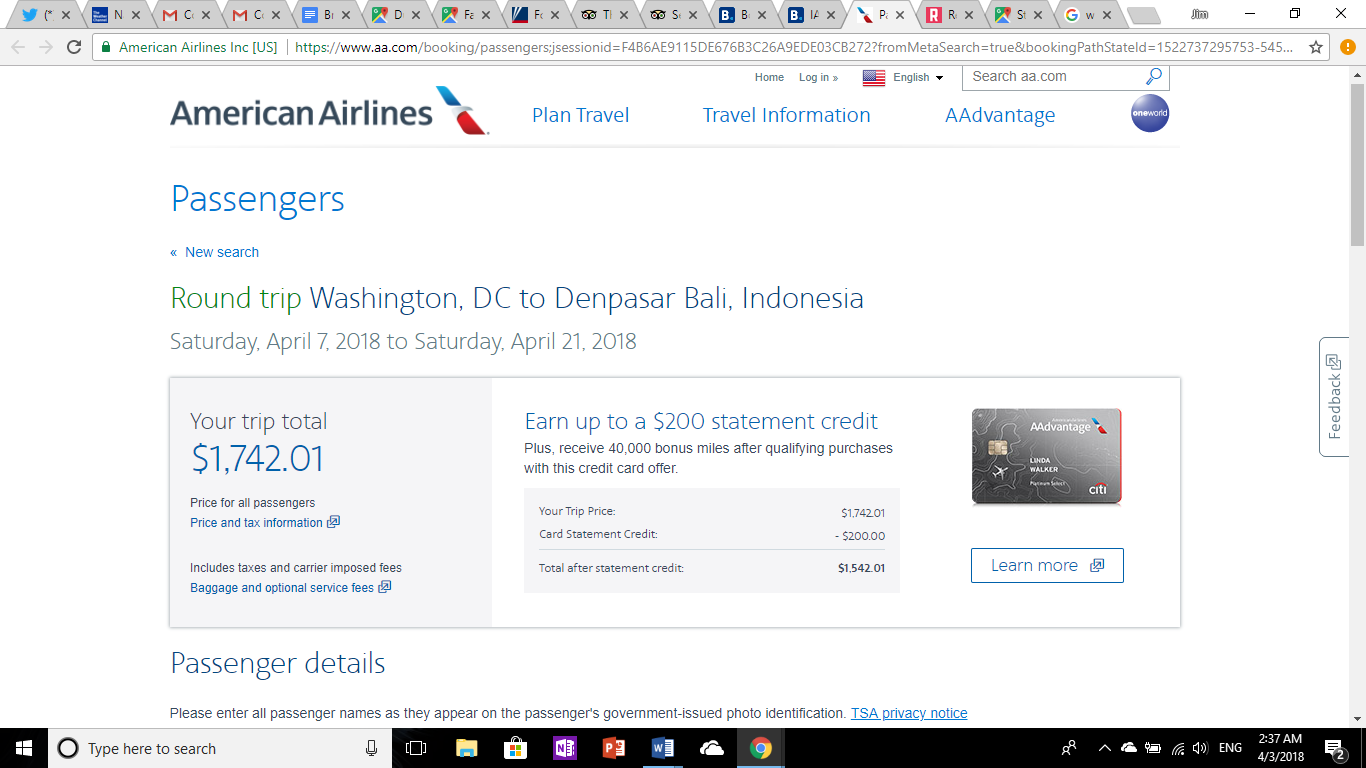 (*
N
Co
Co
Br
D
Fa
Fo
Tl
Se
Bo
IA
Pa
Ro
St
w
Jim
American Airlines Inc [US]
https://www.aa.com/booking/passengers;jsessionid=F4B6AE9115DE676B3C26A9EDE03CB272?fromMetaSearch=true&bookingPathStateId=1522737295753-545...
Home
Log in »
English
Search aa.com
American Airlines
Plan Travel
Travel Information
AAdvantage
oneworld
Passengers
« New search
Round trip Washington, DC to Denpasar Bali, Indonesia
Saturday, April 7, 2018 to Saturday, April 21, 2018
Your trip total
$1,742.01
Price for all passengers
Price and tax information
Includes taxes and carrier imposed fees
Baggage and optional service fees
Earn up to a $200 statement credit
Plus, receive 40,000 bonus miles after qualifying purchases
with this credit card offer.
Your Trip Price: $1,742.01
Card Statement Credit: - $200.00
Total after statement credit: $1,542.01
AAdvantage
LINDA
WALKER
Platinum Select
citi
Learn more
Feedback
Passenger details
Please enter all passenger names as they appear on the passenger's government-issued photo identification. TSA privacy notice
Type here to search
ENG
2:37 AM
4/3/2018
2